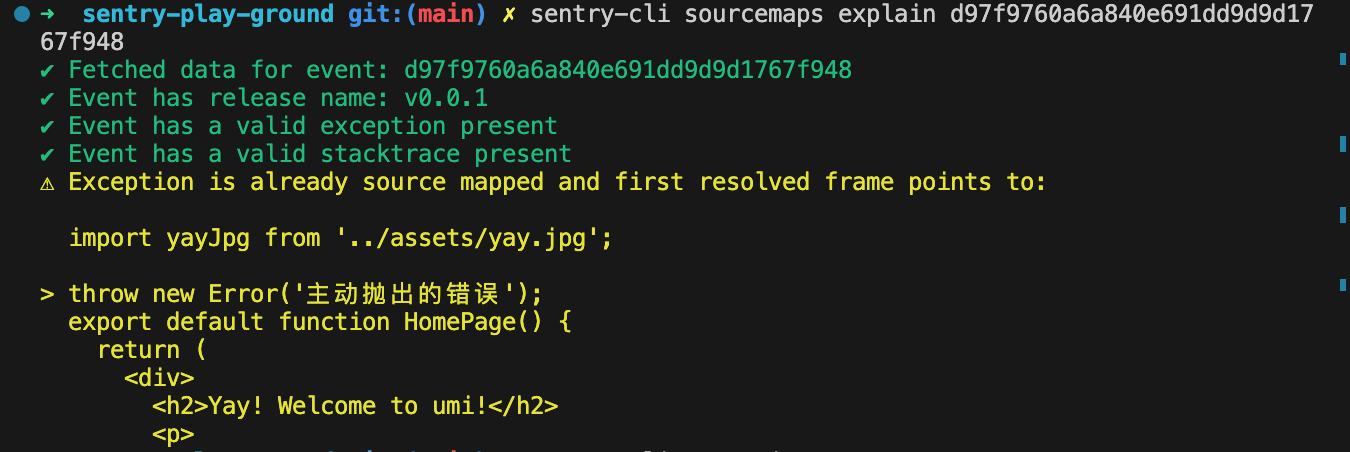 ➜ sentry-play-ground git:(main) ✗ sentry-cli sourcemaps explain d97f9760a6a840e691dd9d9d17
67f948
✔ Fetched data for event: d97f9760a6a840e691dd9d9d1767f948
✔ Event has release name: v0.0.1
✔ Event has a valid exception present
✔ Event has a valid stacktrace present
⚠ Exception is already source mapped and first resolved frame points to:
import yayJpg from '../assets/yay.jpg';
> throw new Error('主动抛出的错误');
export default function HomePage() {
return (
<div>
<h2>Yay! Welcome to umi!</h2>
<p>